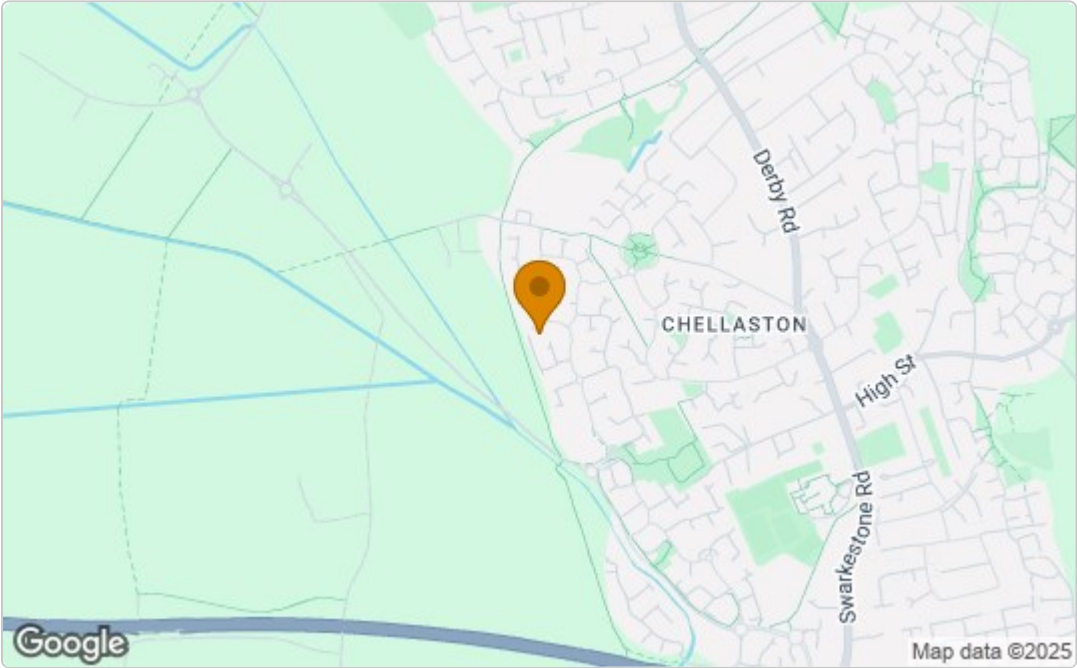 Derby Rd
CHELLASTON
High St
Swarkestone Rd
Google
Map data ©2025